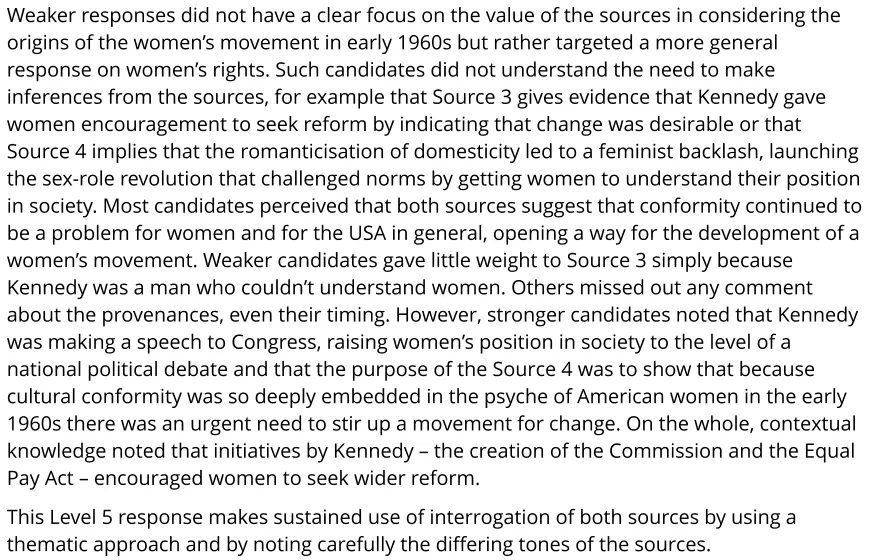 Weaker responses did not have a clear focus on the value of the sources in considering the
origins of the women’s movement in early 1960s but rather targeted a more general
response on women’s rights. Such candidates did not understand the need to make
inferences from the sources, for example that Source 3 gives evidence that Kennedy gave
women encouragement to seek reform by indicating that change was desirable or that
Source 4 implies that the romanticisation of domesticity led to a feminist backlash, launching
the sex-role revolution that challenged norms by getting women to understand their position
in society. Most candidates perceived that both sources suggest that conformity continued to
be a problem for women and for the USA in general, opening a way for the development of a
women’s movement. Weaker candidates gave little weight to Source 3 simply because
Kennedy was a man who couldn’t understand women. Others missed out any comment
about the provenances, even their timing. However, stronger candidates noted that Kennedy
was making a speech to Congress, raising women’s position in society to the level of a
national political debate and that the purpose of the Source 4 was to show that because
cultural conformity was so deeply embedded in the psyche of American women in the early
1960s there was an urgent need to stir up a movement for change. On the whole, contextual
knowledge noted that initiatives by Kennedy – the creation of the Commission and the Equal
Pay Act – encouraged women to seek wider reform.
This Level 5 response makes sustained use of interrogation of both sources by using a
thematic approach and by noting carefully the differing tones of the sources.